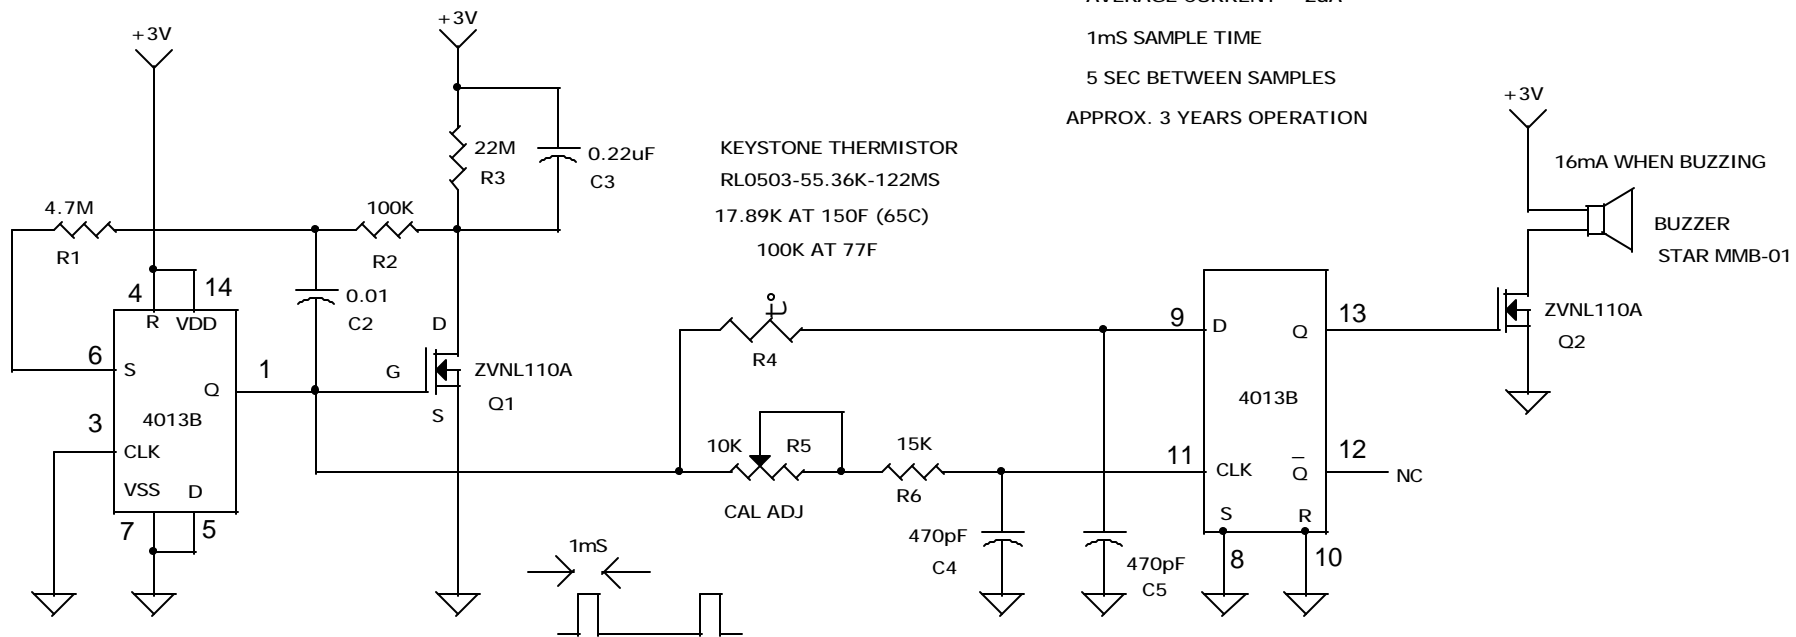 AVERAGE CURRENT 2uA
1mS SAMPLE TIME
5 SEC BETWEEN SAMPLES
APPROX. 3 YEARS OPERATION
+3V
+3V
+3V
22M
R3
0.22uF
C3
KEYSTONE THERMISTOR
RL0503-55.36K-122MS
17.89K AT 150F (65C)
100K AT 77F
16mA WHEN BUZZING
BUZZER
STAR MMB-01
4.7M
R1
100K
R2
4
14
R
VDD
0.01
C2
6
S
1
Q
3
4013B
CLK
VSS
D
7
5
D
G
S
ZVNL110A
Q1
t
R4
10K
R5
CAL ADJ
15K
R6
9
D
Q
13
4013B
11
CLK
Q
12
NC
S
R
8
10
470pF
C4
470pF
C5
ZVNL110A
Q2
1mS